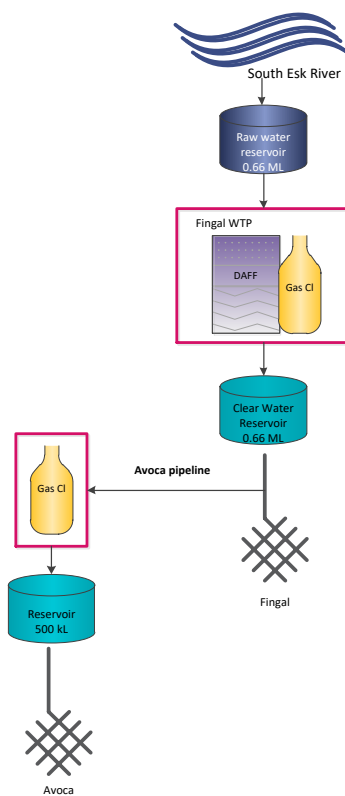 South Esk River
Raw water
reservoir
0.66 ML
Fingal WTP
DAFF
Gas Cl
Clear Water
Reservoir
0.66 ML
Avoca pipeline
Gas Cl
Fingal
Reservoir
500 kL
Avoca